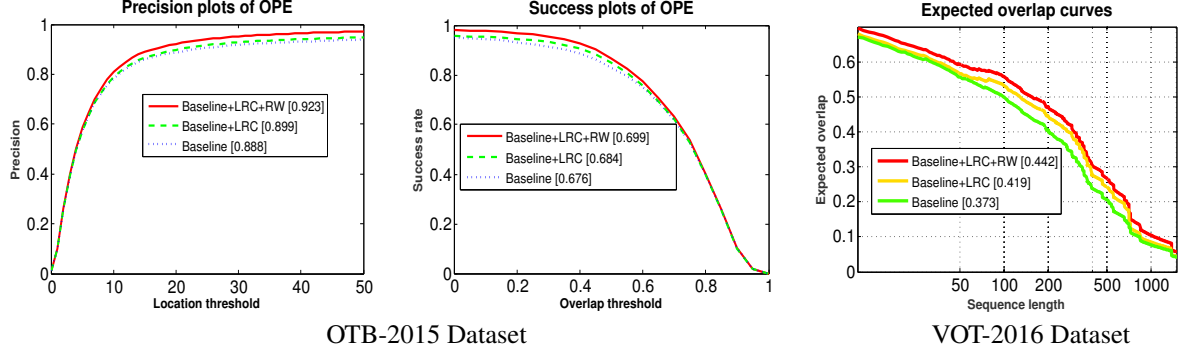 Precision plots of OPE
Precision
1
0.8
0.6
0.4
0.2
0
Baseline+LRC+RW [0.923]
Baseline+LRC [0.899]
Baseline [0.888]
0 10 20 30 40 50
Location threshold
Success plots of OPE
Success rate
1
0.8
0.6
0.4
0.2
0
Baseline+LRC+RW [0.699]
Baseline+LRC [0.684]
Baseline [0.676]
0 0.2 0.4 0.6 0.8 1
Overlap threshold
OTB-2015 Dataset
Expected overlap curves
Expected overlap
0.6
0.5
0.4
0.3
0.2
0.1
0
Baseline+LRC+RW [0.442]
Baseline+LRC [0.419]
Baseline [0.373]
50 100 200 500 1000
Sequence length
VOT-2016 Dataset